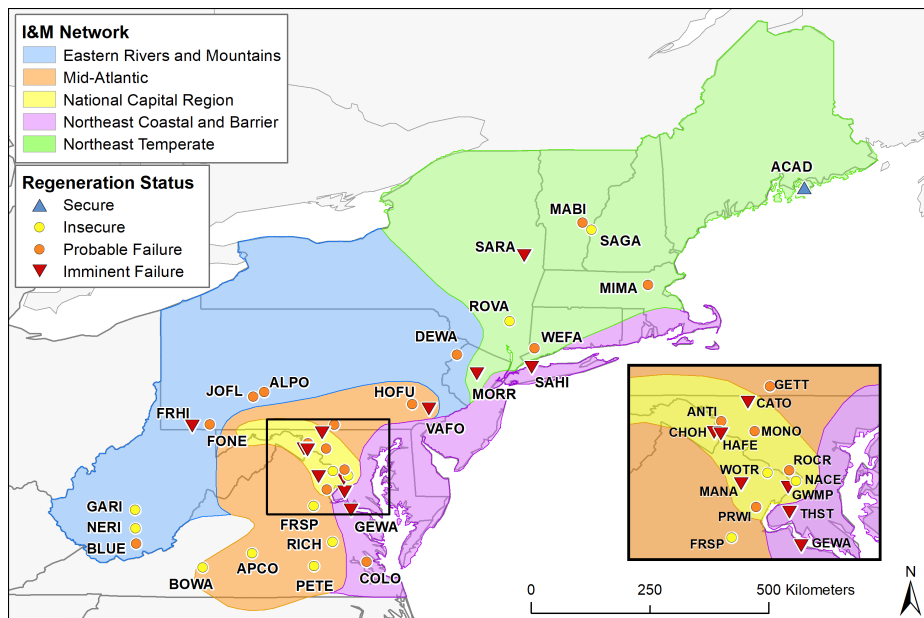 I&M Network
Eastern Rivers and Mountains
Mid-Atlantic
National Capital Region
Northeast Coastal and Barrier
Northeast Temperate
Regeneration Status
Secure
Insecure
Probable Failure
Imminent Failure
ACAD
MABI
SAGA
SARA
MIMA
ROVA
WEFA
DEWA
SAHI
MORR
JOFL
ALPO
HOFU
VAFO
FRHI
FONE
GARI
NERI
BLUE
FRSP
GEWA
RICH
APCO
BOWA
PETE
COLO
GETT
CATO
ANTI
MONO
CHOH
HAFE
ROCR
WOTR
NACE
MANA
GWMP
PRWI
THST
FRSP
GEWA
0 250 500 Kilometers
N